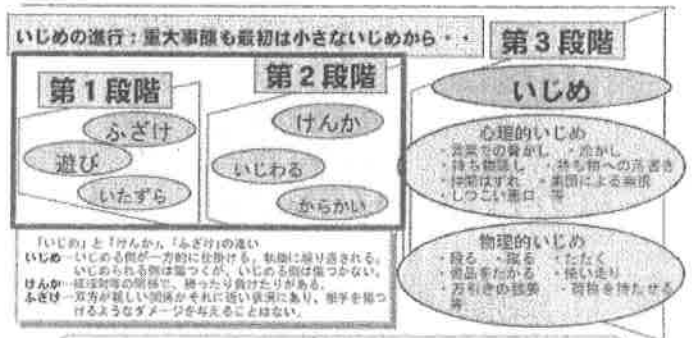 いじめの進行：重大事態も最初は小さないじめから・・
第１段階
ふざけ
遊び
いたずら
第２段階
けんか
いじわる
からかい
第３段階
いじめ
心理的いじめ
・言葉での脅かし ・冷かし
・持ち物隠し ・持ち物への落書き
・仲間はずれ ・集団による無視
・しつこい悪口 等
物理的いじめ
・殴る ・蹴る ・たたく
・金品をたかる ・使い走り
・万引きの強要 ・荷物を持たせる
等
「いじめ」と「けんか」、「ふざけ」の違い
いじめ…いじめる側が一方的に仕掛ける。執拗に繰り返される。
いじめられる側は傷つくが、いじめる側は傷つかない。
けんか…ほぼ対等の関係で、勝ったり負けたりがある。
ふざけ…双方が親しい関係かそれに近い状況にあり、相手を傷つ
けるようなダメージを与えることはない。